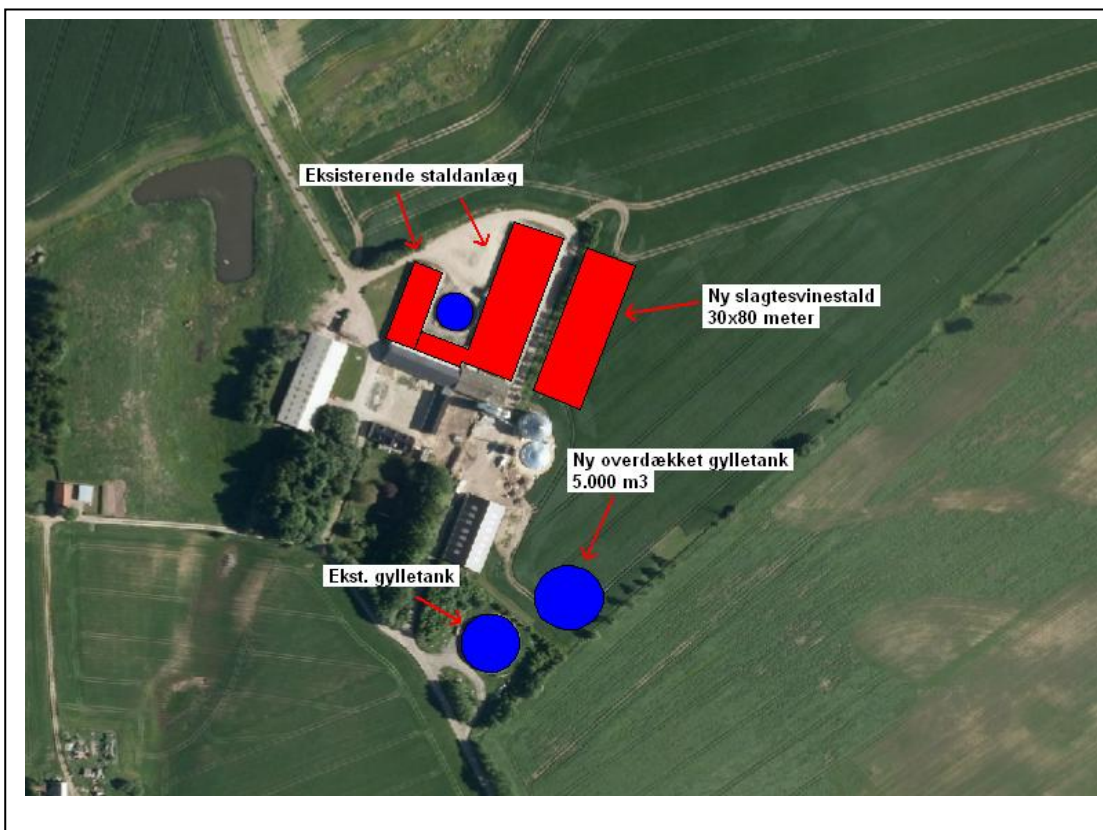 Eksisterende staldanlæg
Ny slagtesvinestald
30x80 meter
Ny overdækket gylletank
5.000 m3
Ekst. gylletank